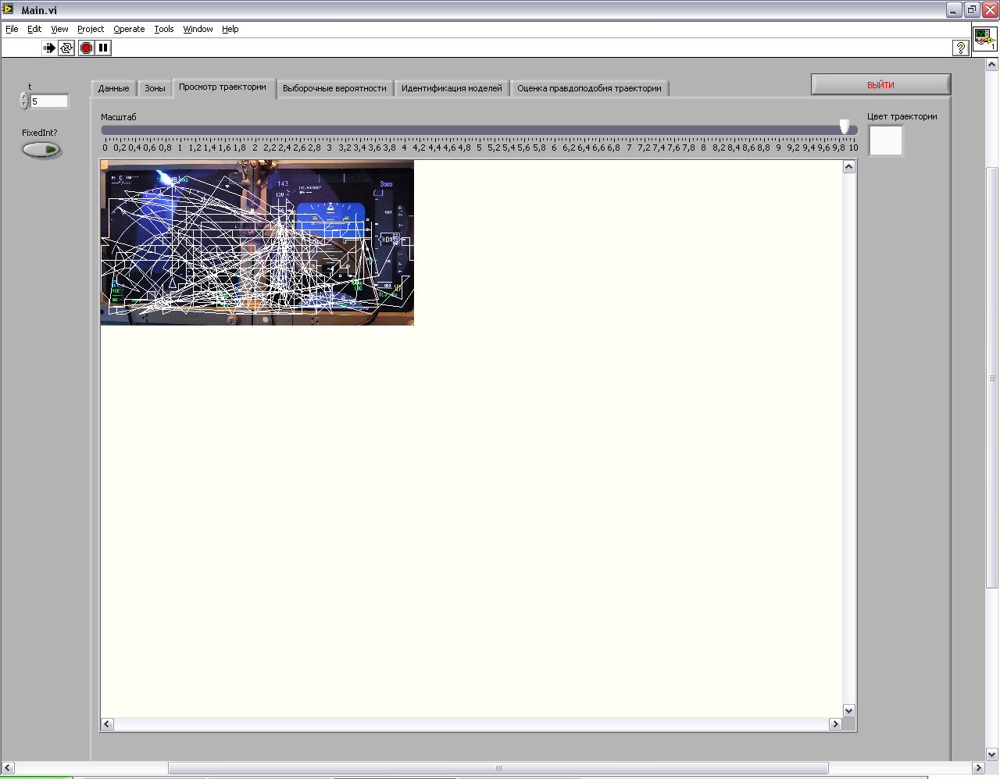 Main.vi
File Edit View Project Operate Tools Window Help
1
t
5
FixedInt?
Данные Зоны Просмотр траектории Выборочные вероятности Идентификация моделей Оценка правдоподобия траектории
ВЫЙТИ
Масштаб
Цвет траектории
0 0,2 0,4 0,6 0,8 1 1,2 1,4 1,6 1,8 2 2,2 2,4 2,6 2,8 3 3,2 3,4 3,6 3,8 4 4,2 4,4 4,6 4,8 5 5,2 5,4 5,6 5,8 6 6,2 6,4 6,6 6,8 7 7,2 7,4 7,6 7,8 8 8,2 8,4 8,6 8,8 9 9,2 9,4 9,6 9,8 10
143
100